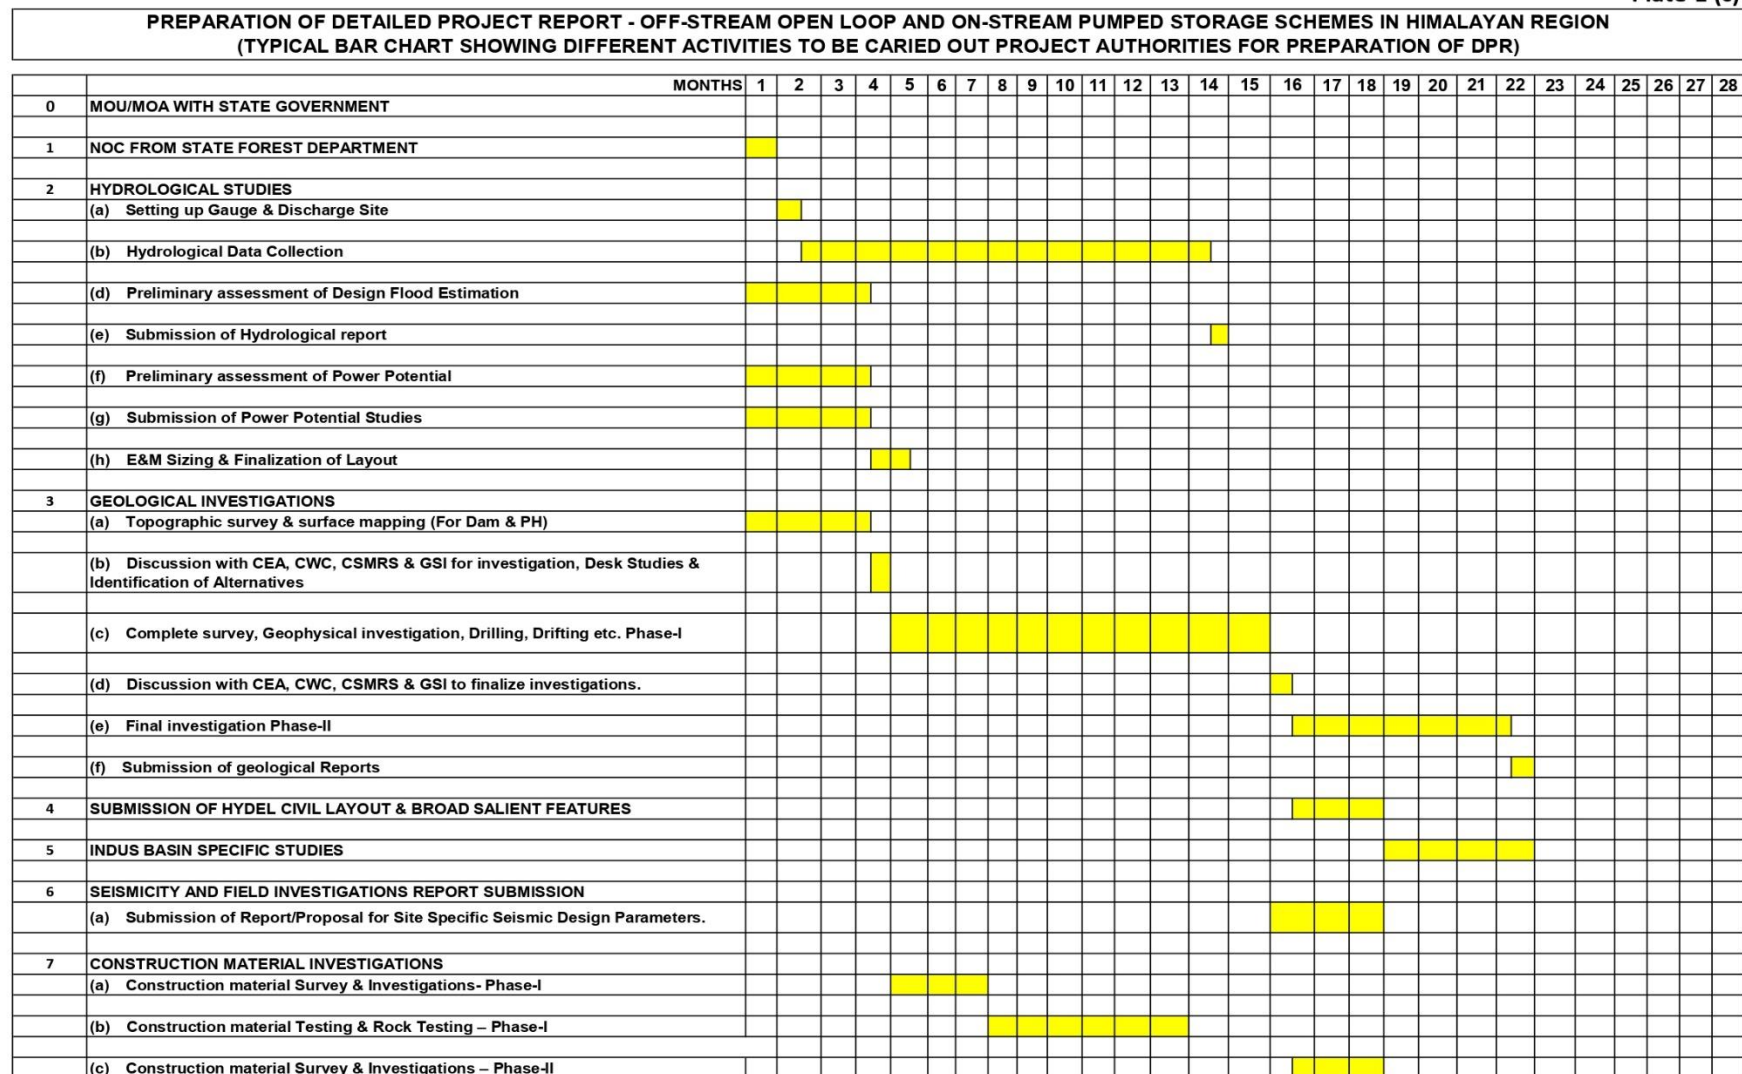 PREPARATION OF DETAILED PROJECT REPORT - OFF-STREAM OPEN LOOP AND ON-STREAM PUMPED STORAGE SCHEMES IN HIMALAYAN REGION
(TYPICAL BAR CHART SHOWING DIFFERENT ACTIVITIES TO BE CARIED OUT PROJECT AUTHORITIES FOR PREPARATION OF DPR)
MONTHS 1 2 3 4 5 6 7 8 9 10 11 12 13 14 15 16 17 18 19 20 21 22 23 24 25 26 27 28
0 MOU/MOA WITH STATE GOVERNMENT
1 NOC FROM STATE FOREST DEPARTMENT
2 HYDROLOGICAL STUDIES
(a) Setting up Gauge & Discharge Site
(b) Hydrological Data Collection
(d) Preliminary assessment of Design Flood Estimation
(e) Submission of Hydrological report
(f) Preliminary assessment of Power Potential
(g) Submission of Power Potential Studies
(h) E&M Sizing & Finalization of Layout
3 GEOLOGICAL INVESTIGATIONS
(a) Topographic survey & surface mapping (For Dam & PH)
(b) Discussion with CEA, CWC, CSMRS & GSI for investigation, Desk Studies &
Identification of Alternatives
(c) Complete survey, Geophysical investigation, Drilling, Drifting etc. Phase-I
(d) Discussion with CEA, CWC, CSMRS & GSI to finalize investigations.
(e) Final investigation Phase-II
(f) Submission of geological Reports
4 SUBMISSION OF HYDEL CIVIL LAYOUT & BROAD SALIENT FEATURES
5 INDUS BASIN SPECIFIC STUDIES
6 SEISMICITY AND FIELD INVESTIGATIONS REPORT SUBMISSION
(a) Submission of Report/Proposal for Site Specific Seismic Design Parameters.
7 CONSTRUCTION MATERIAL INVESTIGATIONS
(a) Construction material Survey & Investigations- Phase-I
(b) Construction material Testing & Rock Testing – Phase-I
(c) Construction material Survey & Investigations – Phase-II